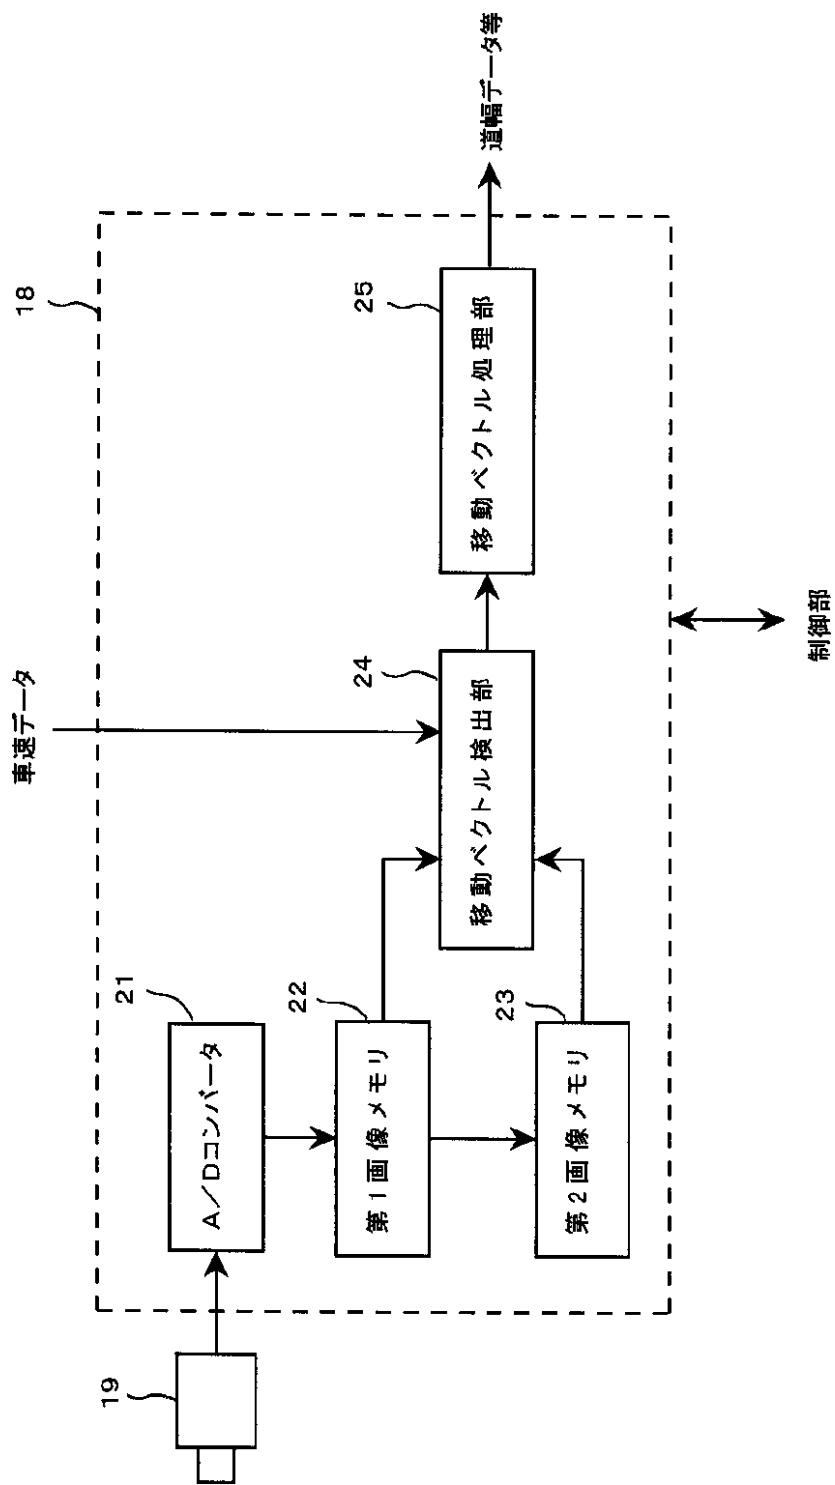 18
車速データ
19
21
A/Dコンバータ
22
第1画像メモリ
23
第2画像メモリ
24
移動ベクトル検出部
25
移動ベクトル処理部
道幅データ等
制御部